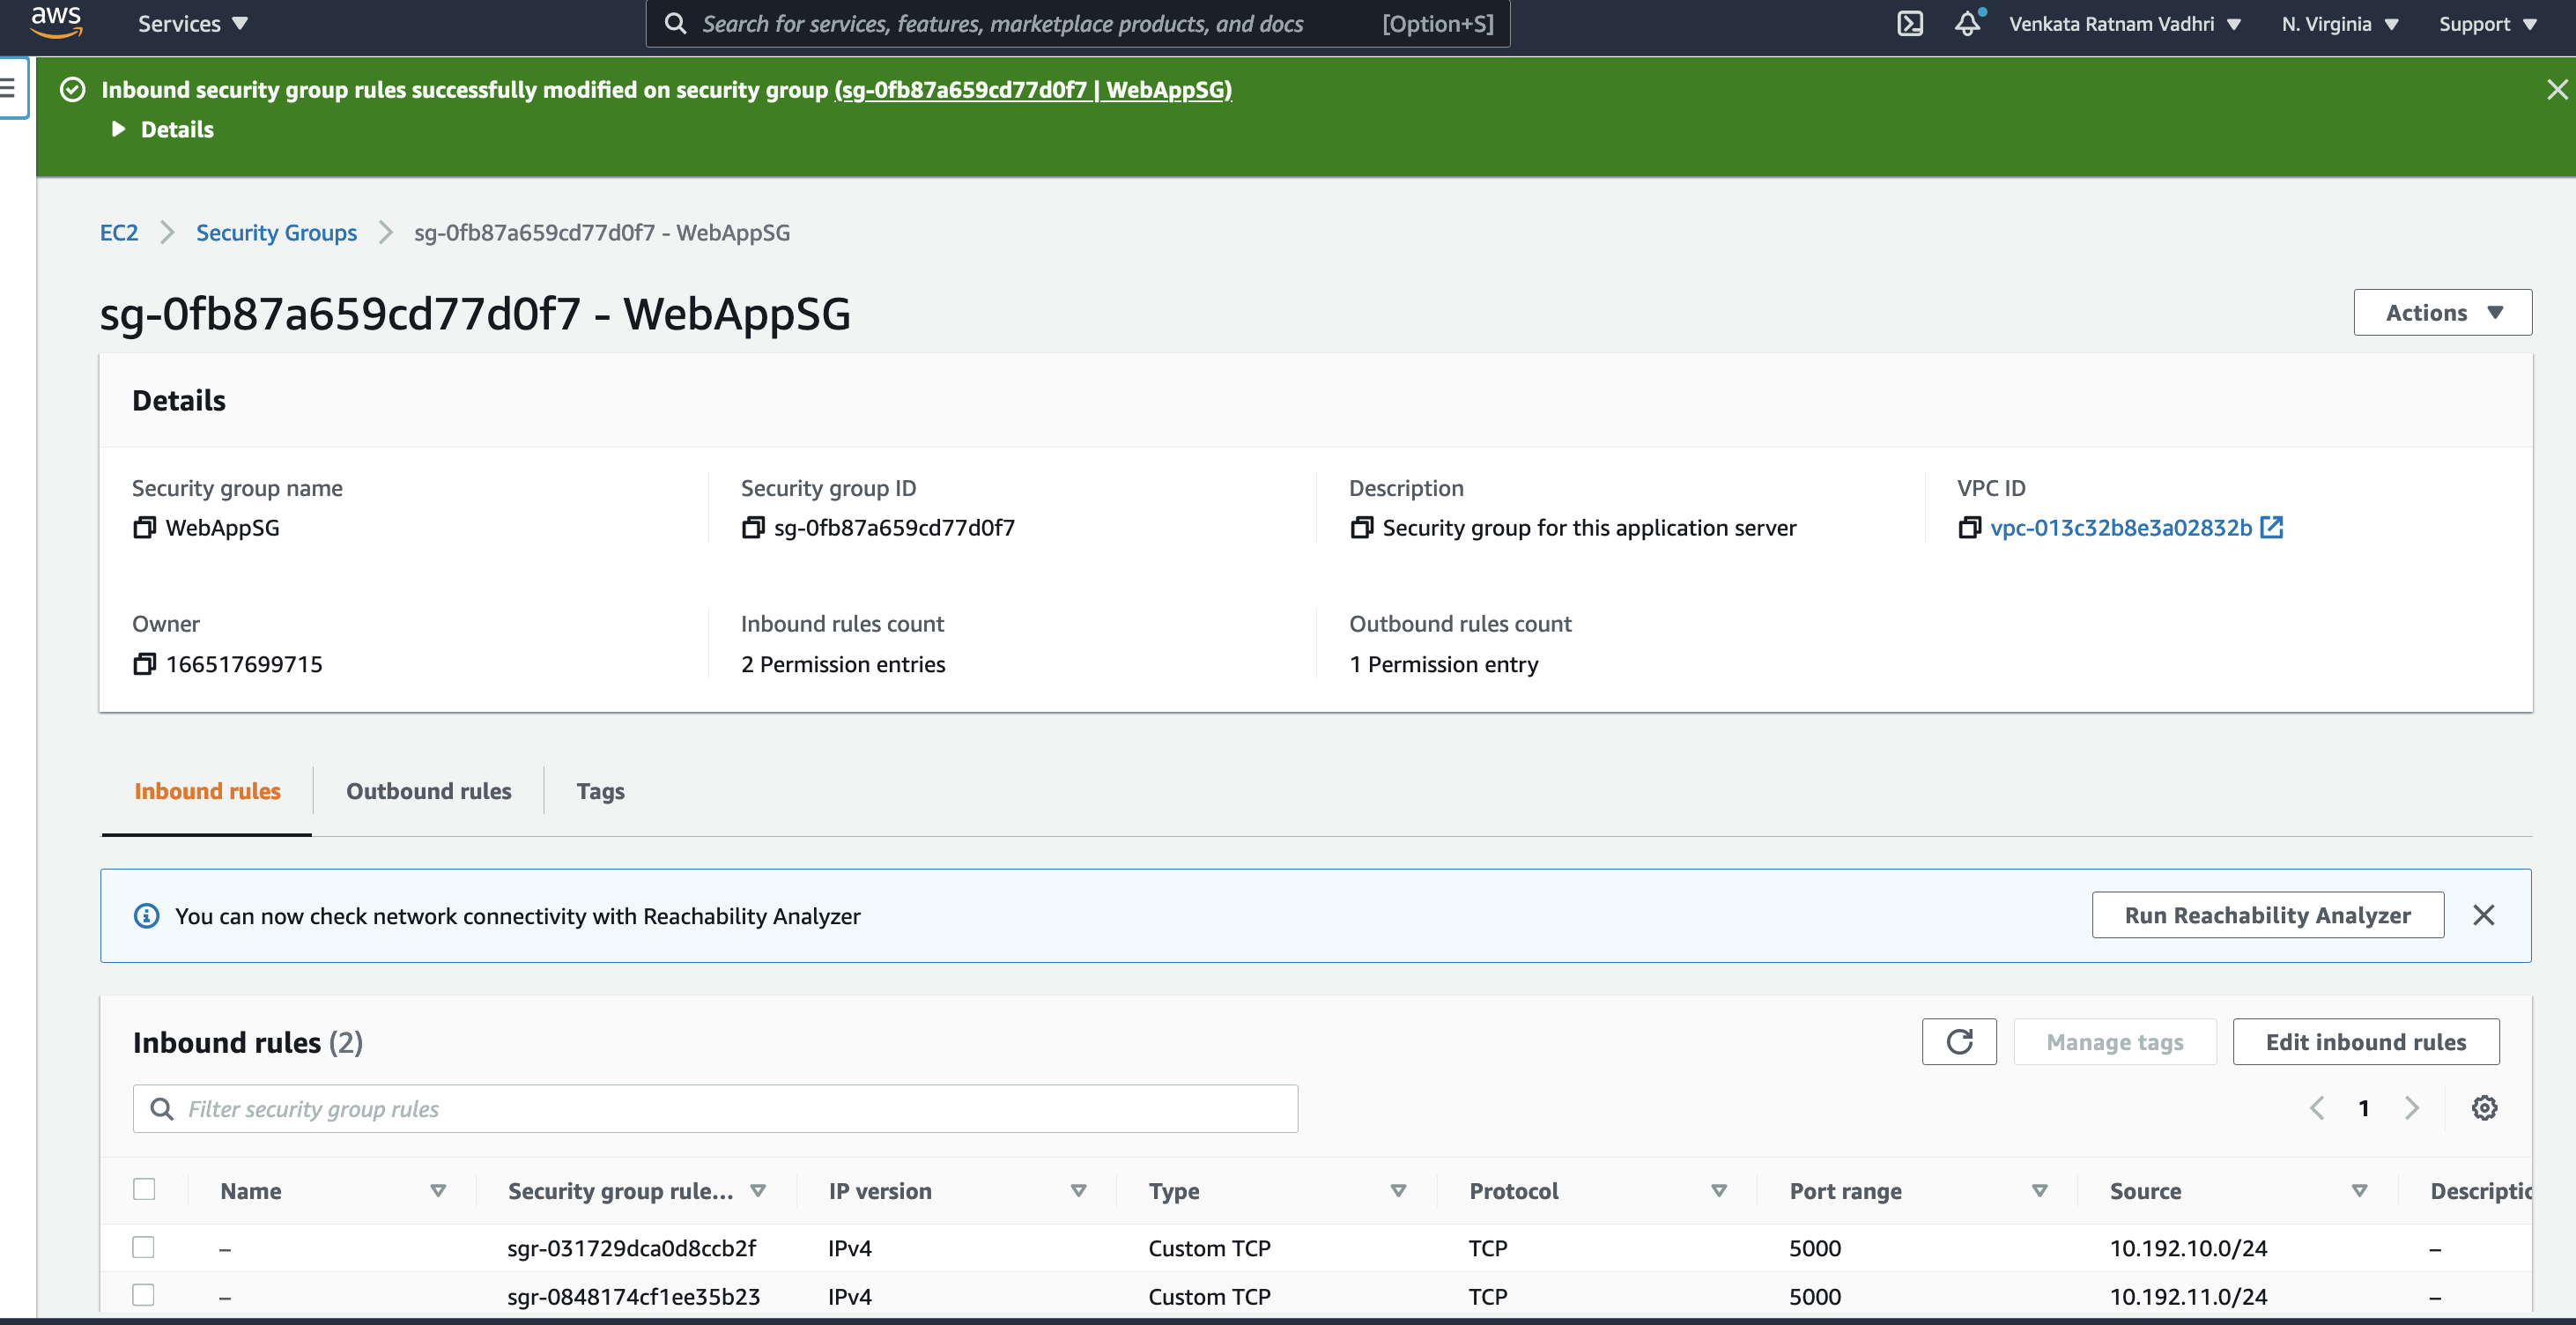 aws Services Search for services, features, marketplace products, and docs [Option+S] Venkata Ratnam Vadhri N. Virginia Support
Inbound security group rules successfully modified on security group (sg-0fb87a659cd77d0f7 | WebAppSG)
Details
EC2 Security Groups sg-0fb87a659cd77d0f7 - WebAppSG
sg-0fb87a659cd77d0f7 - WebAppSG
Actions
Details
Security group name Security group ID Description VPC ID
WebAppSG sg-0fb87a659cd77d0f7 Security group for this application server vpc-013c32b8e3a02832b
Owner Inbound rules count Outbound rules count
166517699715 2 Permission entries 1 Permission entry
Inbound rules Outbound rules Tags
You can now check network connectivity with Reachability Analyzer Run Reachability Analyzer
Inbound rules (2) Manage tags Edit inbound rules
Filter security group rules 1
Name Security group rule... IP version Type Protocol Port range Source Descriptio
– sgr-031729dca0d8ccb2f IPv4 Custom TCP TCP 5000 10.192.10.0/24 –
– sgr-0848174cf1ee35b23 IPv4 Custom TCP TCP 5000 10.192.11.0/24 –